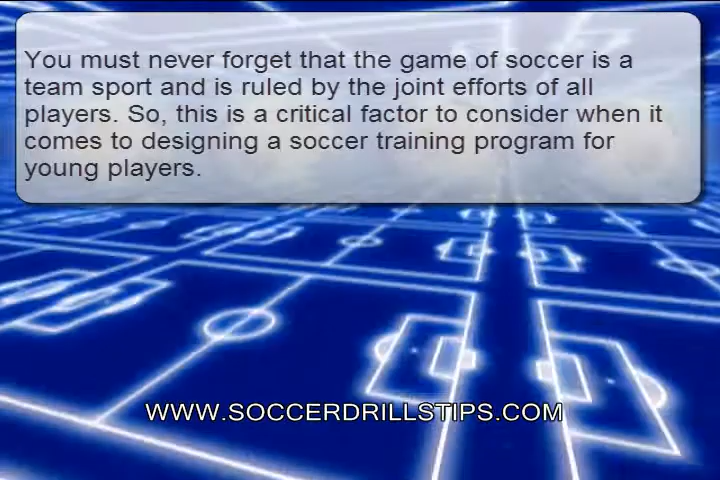 You must never forget that the game of soccer is a
team sport and is ruled by the joint efforts of all
players. So, this is a critical factor to consider when it
comes to designing a soccer training program for
young players.
WWW.SOCCERDRILLSTIPS.COM